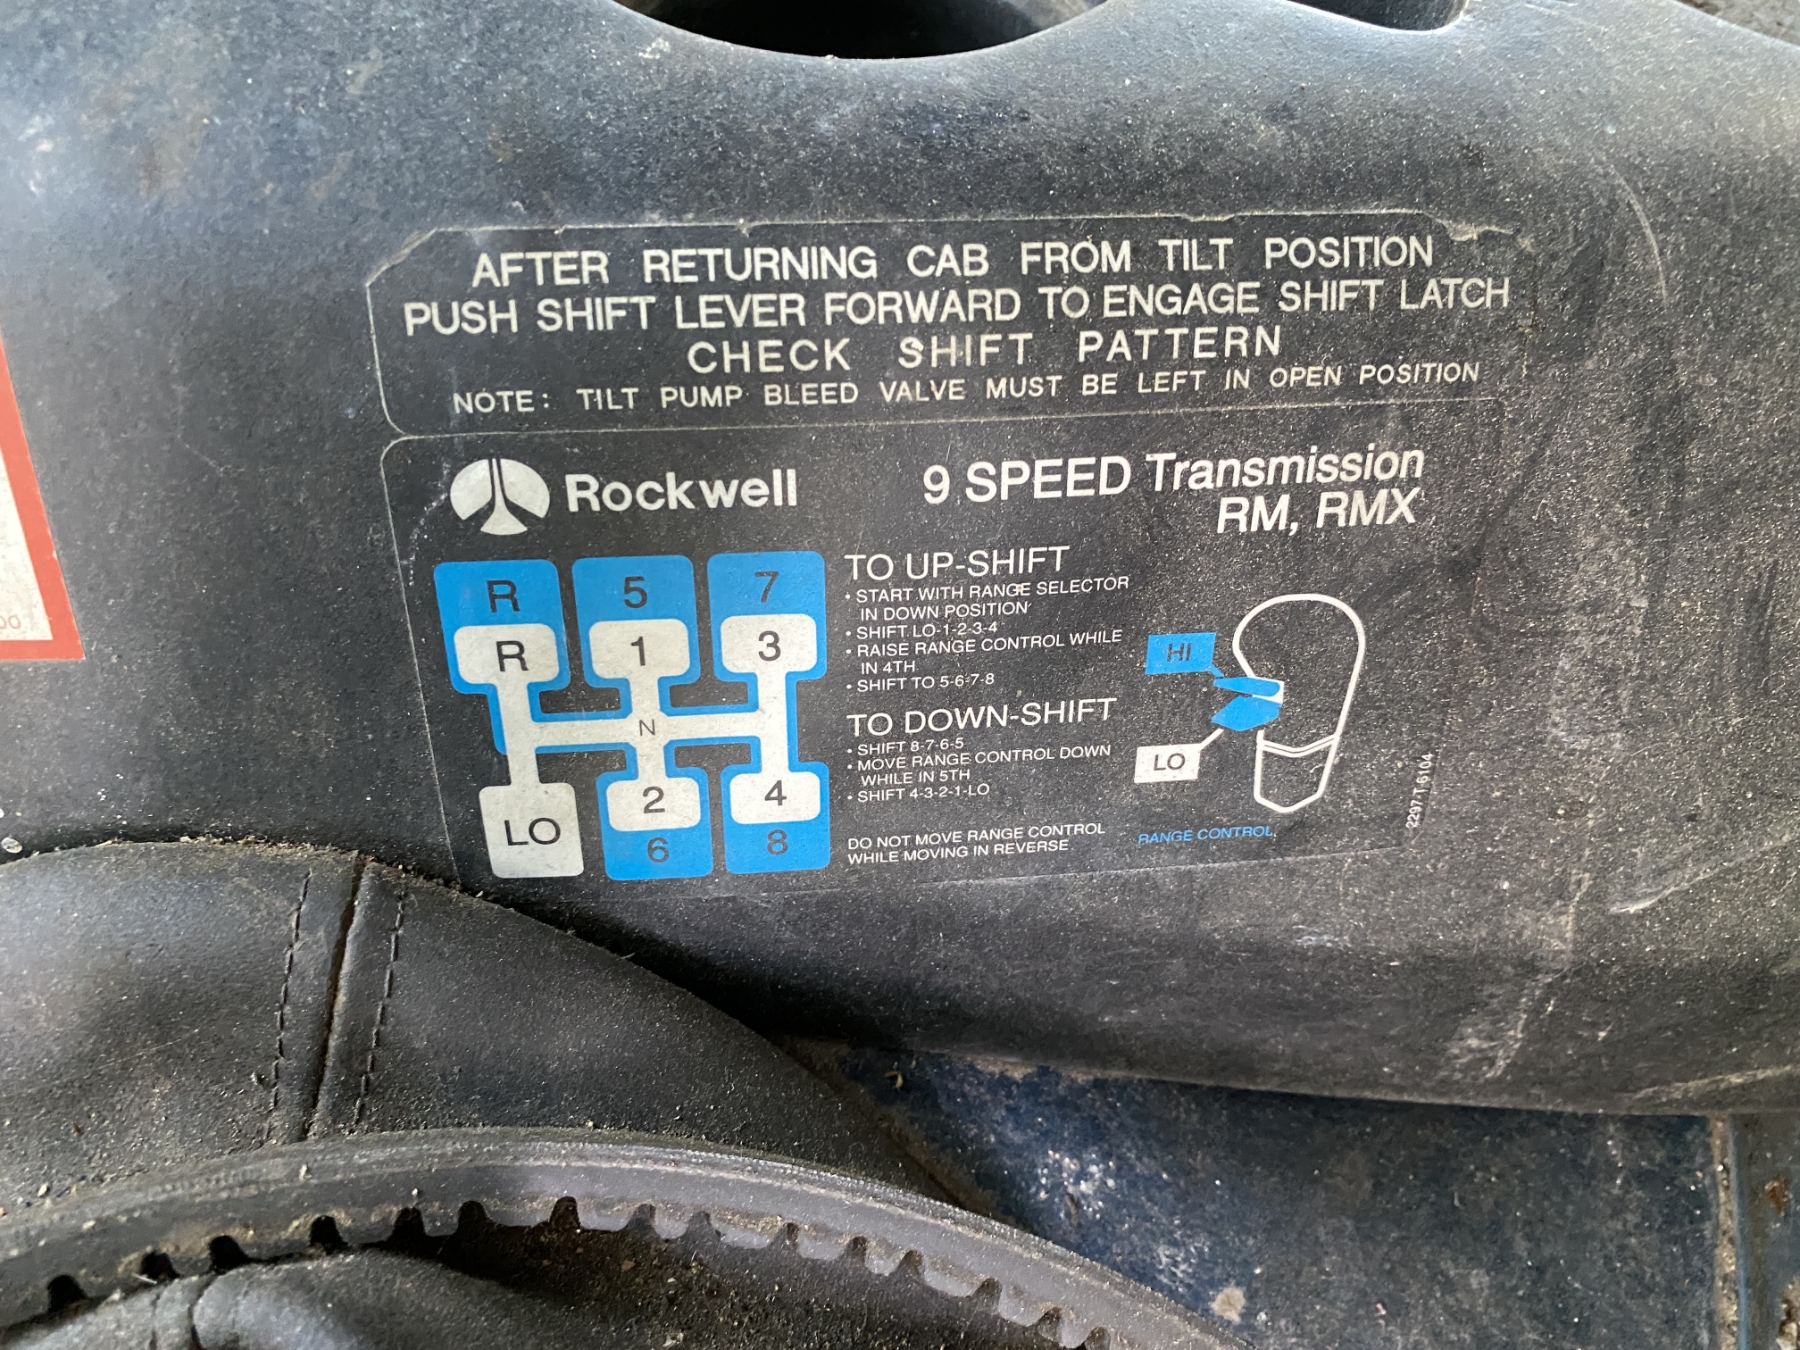 AFTER RETURNING CAB FROM TILT POSITION
PUSH SHIFT LEVER FORWARD TO ENGAGE SHIFT LATCH
CHECK SHIFT PATTERN
NOTE: TILT PUMP BLEED VALVE MUST BE LEFT IN OPEN POSITION
Rockwell
9 SPEED Transmission
RM, RMX
R 5 7
R 1 3
N
2 4
LO
6 8
TO UP-SHIFT
• START WITH RANGE SELECTOR
IN DOWN POSITION
• SHIFT LO-1-2-3-4
• RAISE RANGE CONTROL WHILE
IN 4TH
• SHIFT TO 5-6-7-8
TO DOWN-SHIFT
• SHIFT 8-7-6-5
• MOVE RANGE CONTROL DOWN
WHILE IN 5TH
• SHIFT 4-3-2-1-LO
DO NOT MOVE RANGE CONTROL
WHILE MOVING IN REVERSE
HI
LO
RANGE CONTROL
2297-T-6104